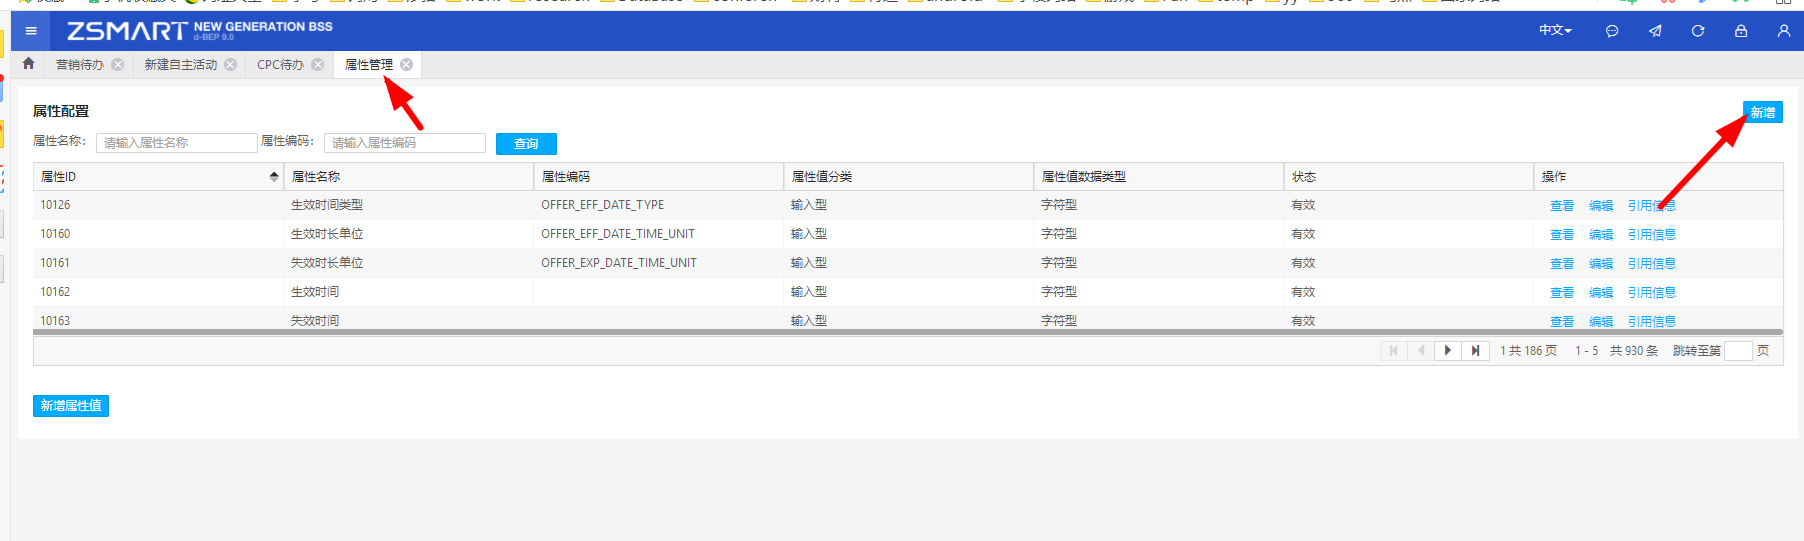 ZSMART NEW GENERATION BSS
d-BEP 9.0
中文
营销待办 新建自主活动 CPC待办 属性管理
属性配置
新增
属性名称: 请输入属性名称 属性编码: 请输入属性编码 查询
属性ID 属性名称 属性编码 属性值分类 属性值数据类型 状态 操作
10126 生效时间类型 OFFER_EFF_DATE_TYPE 输入型 字符型 有效 查看 编辑 引用信息
10160 生效时长单位 OFFER_EFF_DATE_TIME_UNIT 输入型 字符型 有效 查看 编辑 引用信息
10161 失效时长单位 OFFER_EXP_DATE_TIME_UNIT 输入型 字符型 有效 查看 编辑 引用信息
10162 生效时间 输入型 字符型 有效 查看 编辑 引用信息
10163 失效时间 输入型 字符型 有效 查看 编辑 引用信息
1 共 186 页 1 - 5 共 930 条 跳转至第 页
新增属性值